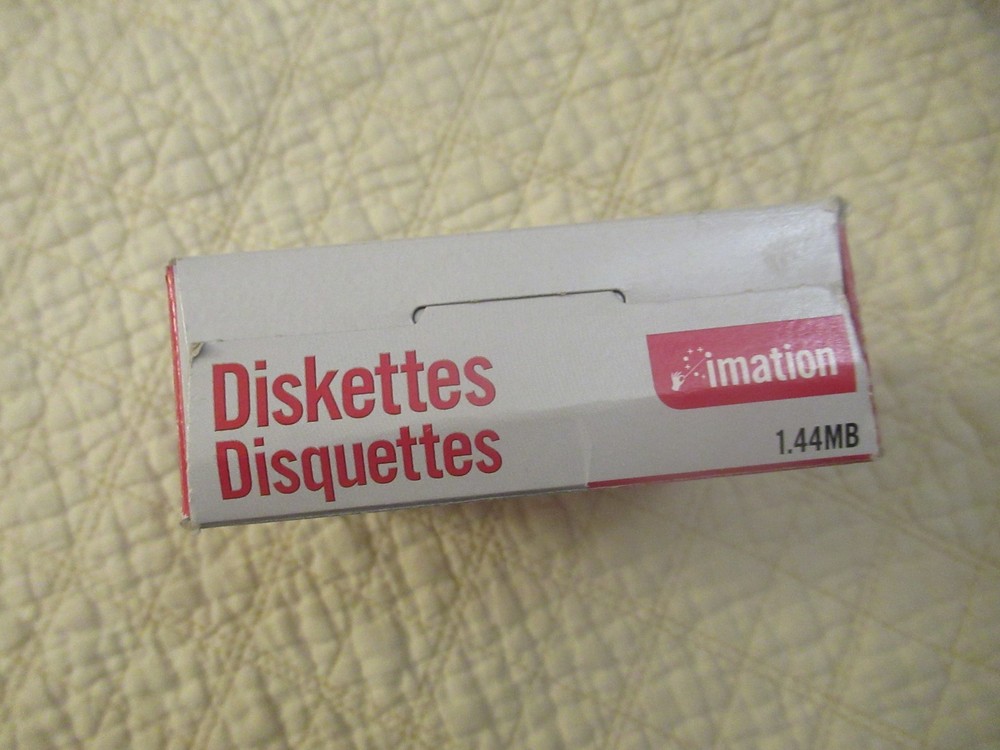 Diskettes
Disquettes
imation
1.44MB